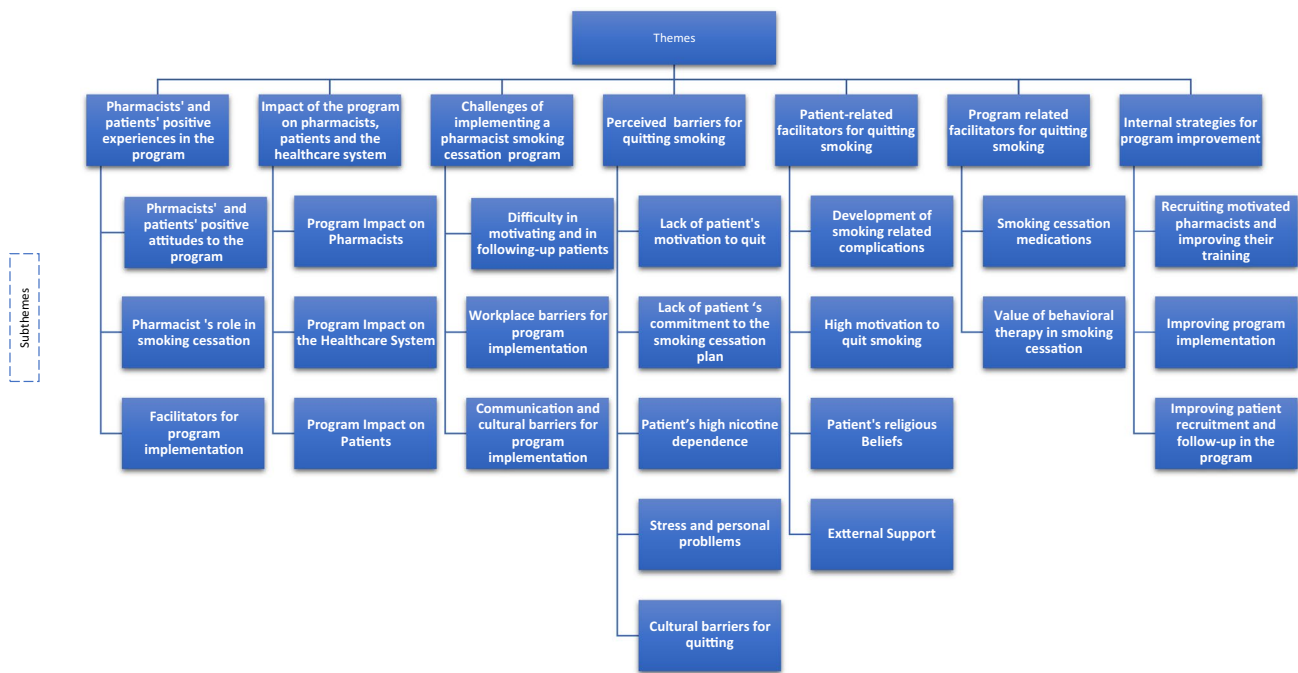 Themes
Pharmacists' and
patients' positive
experiences in the
program
Impact of the program
on pharmacists,
patients and the
healthcare system
Challenges of
implementing a
pharmacist smoking
cessation program
Perceived barriers for
quitting smoking
Patient-related
facilitators for quitting
smoking
Program related
facilitators for quitting
smoking
Internal strategies for
program improvement
Subthemes
Phrmacists' and
patients' positive
attitudes to the
program
Pharmacist 's role in
smoking cessation
Facilitators for
program
implementation
Program Impact on
Pharmacists
Program Impact on
the Healthcare System
Program Impact on
Patients
Difficulty in
motivating and in
following-up patients
Workplace barriers for
program
implementation
Communication and
cultural barriers for
program
implementation
Lack of patient's
motivation to quit
Lack of patient 's
commitment to the
smoking cessation
plan
Patient's high nicotine
dependence
Stress and personal
probllems
Cultural barriers for
quitting
Development of
smoking related
complications
High motivation to
quit smoking
Patient's religious
Beliefs
Extternal Support
Smoking cessation
medications
Value of behavioral
therapy in smoking
cessation
Recruiting motivated
pharmacists and
improving their
training
Improving program
implementation
Improving patient
recruitment and
follow-up in the
program